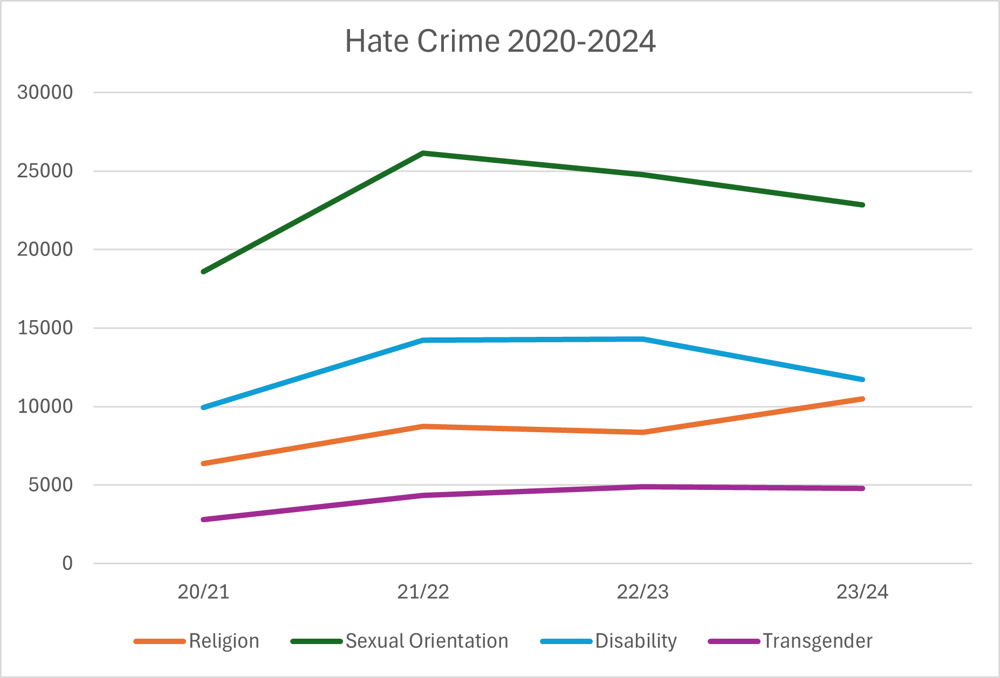 Hate Crime 2020-2024
30000
25000
20000
15000
10000
5000
0
20/21 21/22 22/23 23/24
Religion Sexual Orientation Disability Transgender